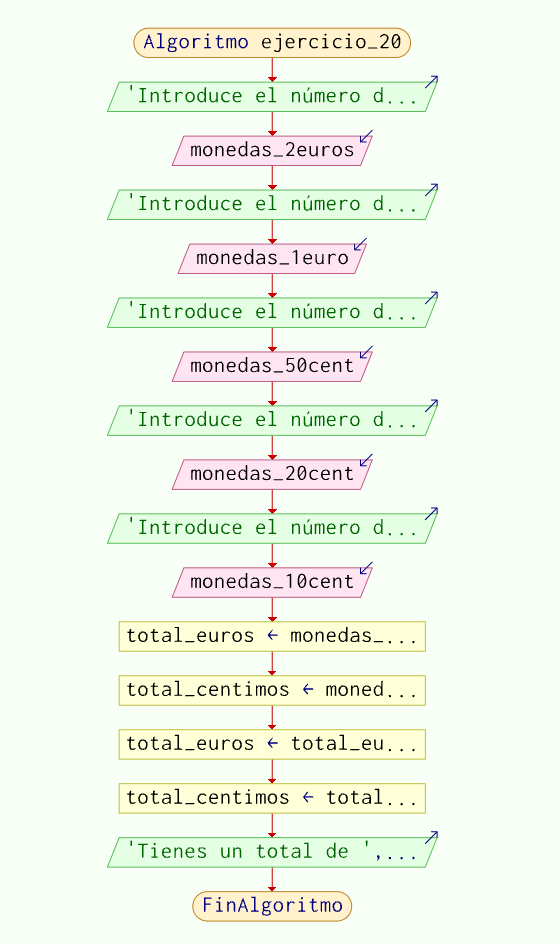 Algoritmo ejercicio_20
'Introduce el número d...
monedas_2euros
'Introduce el número d...
monedas_1euro
'Introduce el número d...
monedas_50cent
'Introduce el número d...
monedas_20cent
'Introduce el número d...
monedas_10cent
total_euros ← monedas_...
total_centimos ← moned...
total_euros ← total_eu...
total_centimos ← total...
'Tienes un total de ',...
FinAlgoritmo